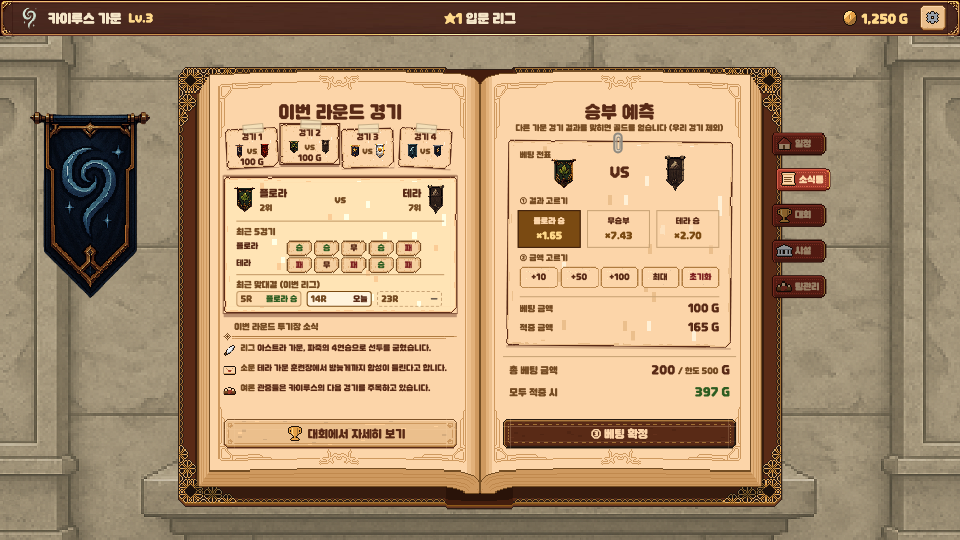 카이루스 가문 Lv.3
★1 입문 리그
1,250 G
이번 라운드 경기
경기 1
VS
100 G
경기 2
VS
100 G
경기 3
VS
경기 4
VS
플로라
2위
VS
테라
7위
최근 5경기
플로라 승 승 무 승 패
테라 패 무 패 승 패
최근 맞대결 (이번 리그)
5R 플로라 승
14R 오늘
23R –
이번 라운드 투기장 소식
리그 아스트라 가문, 파죽의 4연승으로 선두를 굳혔습니다.
소문 테라 가문 훈련장에서 밤늦게까지 함성이 들린다고 합니다.
여론 관중들은 카이루스의 다음 경기를 주목하고 있습니다.
대회에서 자세히 보기
승부 예측
다른 가문 경기 결과를 맞히면 골드를 얻습니다 (우리 경기 제외)
베팅 전표
VS
① 결과 고르기
플로라 승
×1.65
무승부
×7.43
테라 승
×2.70
② 금액 고르기
+10
+50
+100
최대
초기화
베팅 금액 100 G
적중 금액 165 G
총 베팅 금액 200 / 한도 500 G
모두 적중 시 397 G
③ 베팅 확정
일정
소식통
대회
시설
팀관리